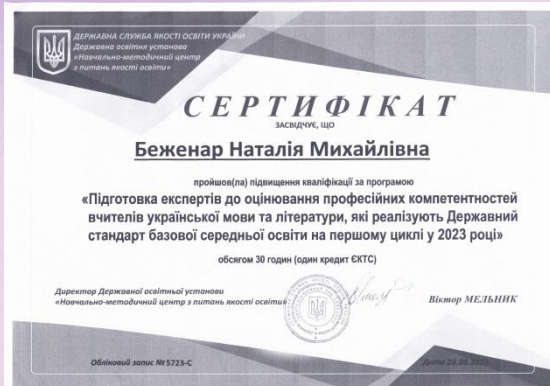 ДЕРЖАВНА СЛУЖБА ЯКОСТІ ОСВІТИ УКРАЇНИ
Державна освітня установа
«Навчально-методичний центр
з питань якості освіти»
СЕРТИФІКАТ
ЗАСВІДЧУЄ, ЩО
Беженар Наталія Михайлівна
пройшов(ла) підвищення кваліфікації за програмою
«Підготовка експертів до оцінювання професійних компетентностей
вчителів української мови та літератури, які реалізують Державний
стандарт базової середньої освіти на першому циклі у 2023 році»
обсягом 30 годин (один кредит ЄКТС)
Директор Державної освітньої установи
«Навчально-методичний центр з питань якості освіти»
Віктор МЕЛЬНИК
Обліковий запис № 5723-С
Дата